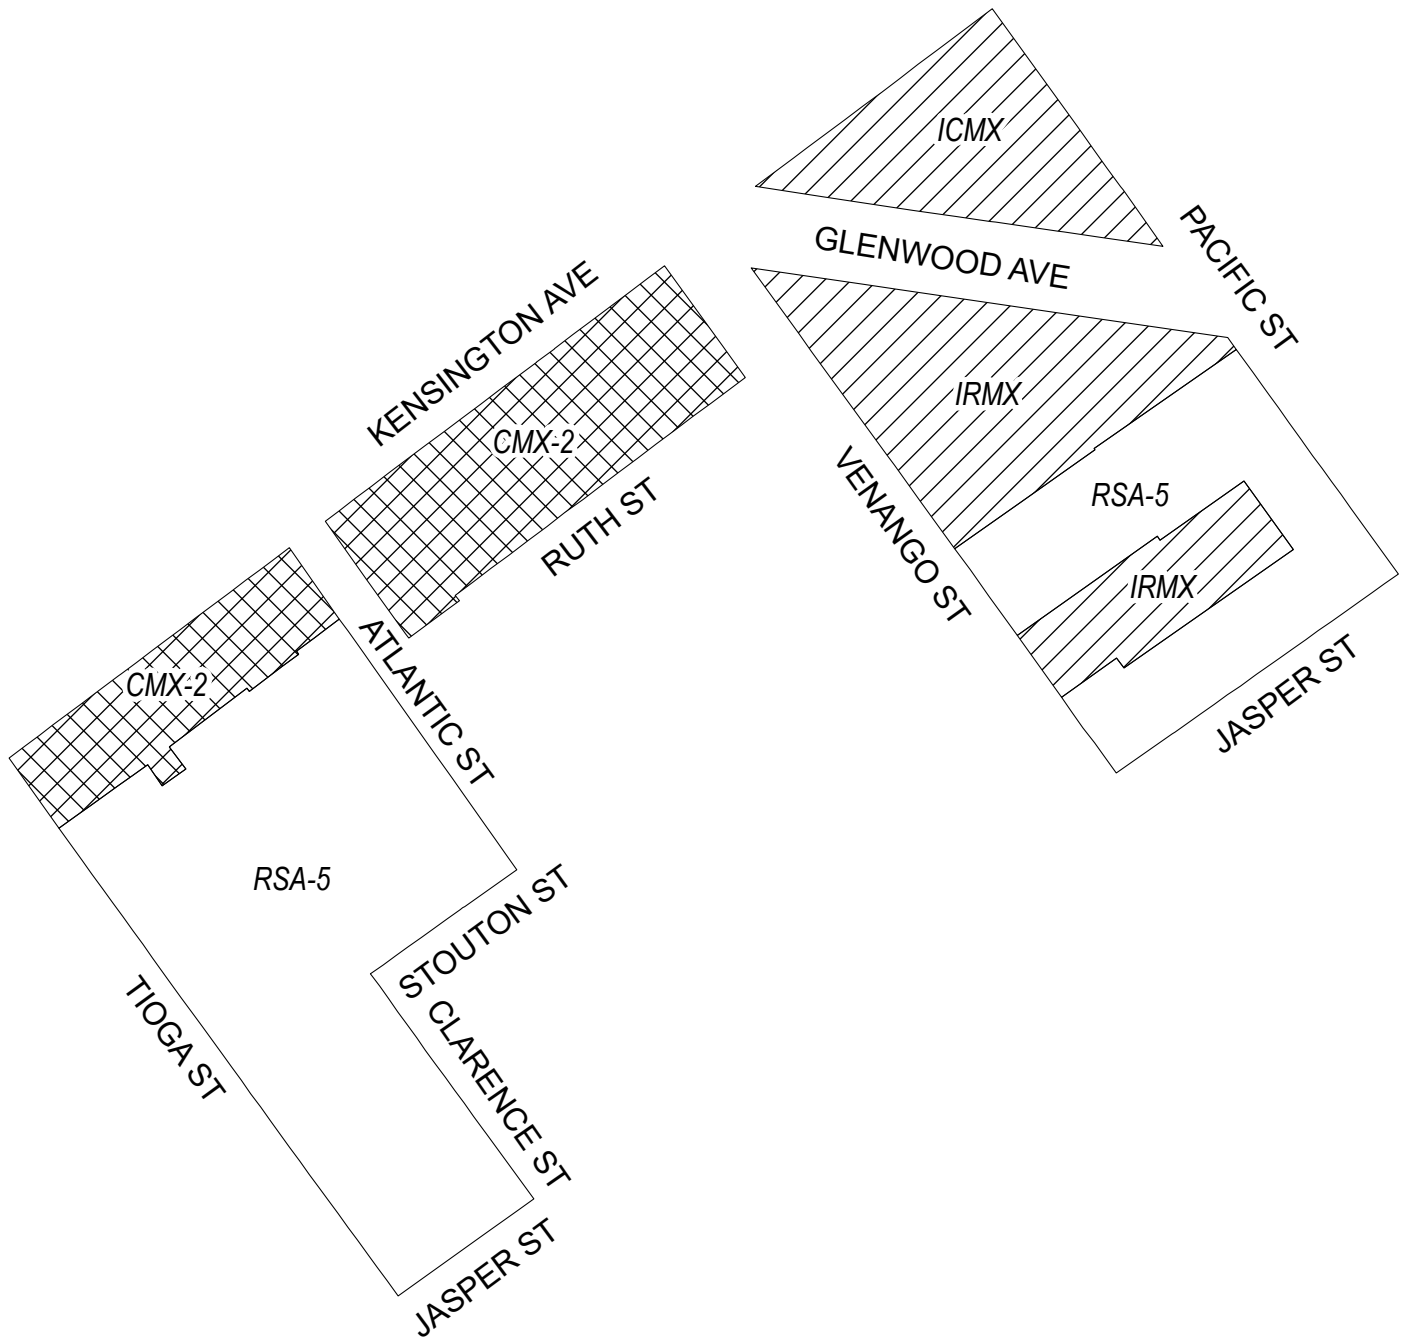 ICMX
PACIFIC ST
GLENWOOD AVE
KENSINGTON AVE
IRMX
CMX-2
VENANGO ST
RSA-5
RUTH ST
IRMX
ATLANTIC ST
CMX-2
JASPER ST
RSA-5
STOUTON ST
TIOGA ST
S CLARENCE ST
JASPER ST